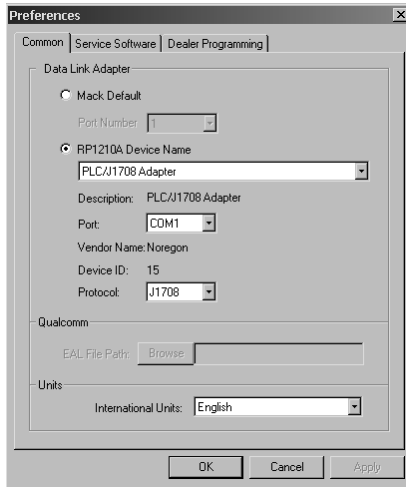 Preferences
Common Service Software Dealer Programming
Data Link Adapter
Mack Default
Port Number 1
RP1210A Device Name
PLC/J1708 Adapter
Description: PLC/J1708 Adapter
Port: COM1
Vendor Name: Noregon
Device ID: 15
Protocol: J1708
Qualcomm
EAL File Path: Browse
Units
International Units: English
OK Cancel Apply